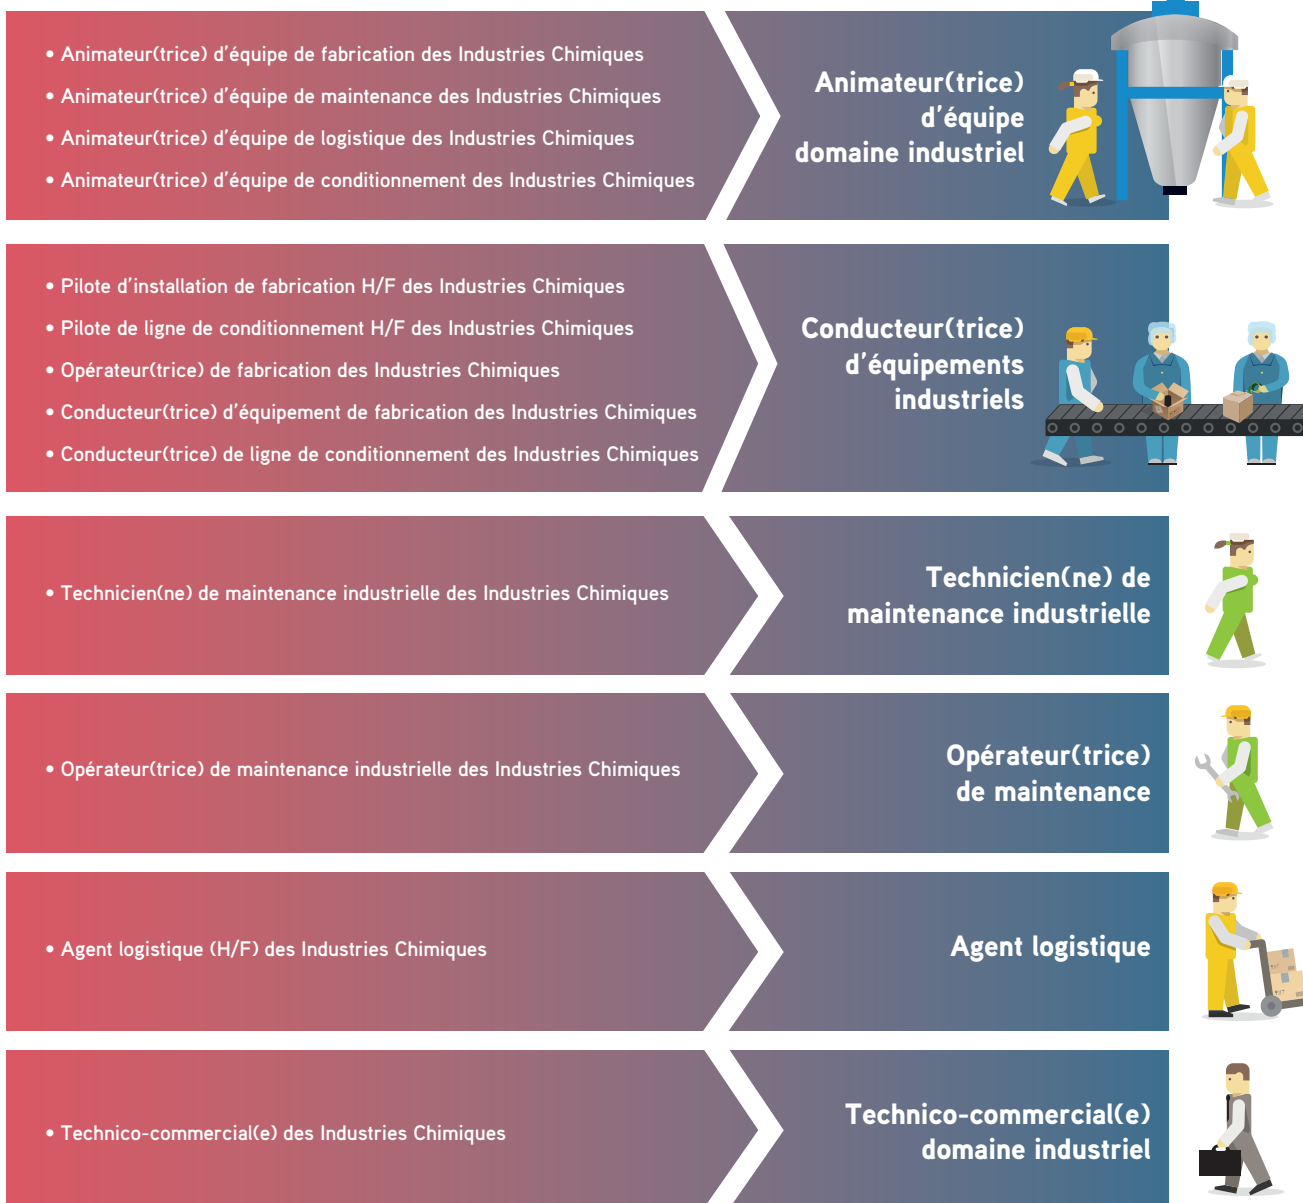 • Animateur(trice) d'équipe de fabrication des Industries Chimiques
• Animateur(trice) d'équipe de maintenance des Industries Chimiques
• Animateur(trice) d'équipe de logistique des Industries Chimiques
• Animateur(trice) d'équipe de conditionnement des Industries Chimiques
Animateur(trice)
d'équipe
domaine industriel
• Pilote d'installation de fabrication H/F des Industries Chimiques
• Pilote de ligne de conditionnement H/F des Industries Chimiques
• Opérateur(trice) de fabrication des Industries Chimiques
• Conducteur(trice) d'équipement de fabrication des Industries Chimiques
• Conducteur(trice) de ligne de conditionnement des Industries Chimiques
Conducteur(trice)
d'équipements
industriels
• Technicien(ne) de maintenance industrielle des Industries Chimiques
Technicien(ne) de
maintenance industrielle
• Opérateur(trice) de maintenance industrielle des Industries Chimiques
Opérateur(trice)
de maintenance
• Agent logistique (H/F) des Industries Chimiques
Agent logistique
• Technico-commercial(e) des Industries Chimiques
Technico-commercial(e)
domaine industriel